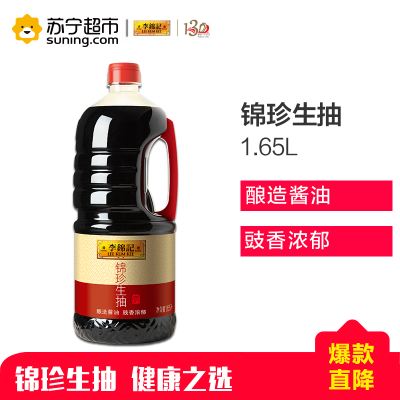 苏宁超市
suning.com
李錦記
LEE KUM KEE
130
锦珍生抽
1.65L
酿造酱油
豉香浓郁
李錦記
LEE KUM KEE
锦珍生抽
酿造酱油 豉香浓郁
锦珍生抽 健康之选
爆款
直降